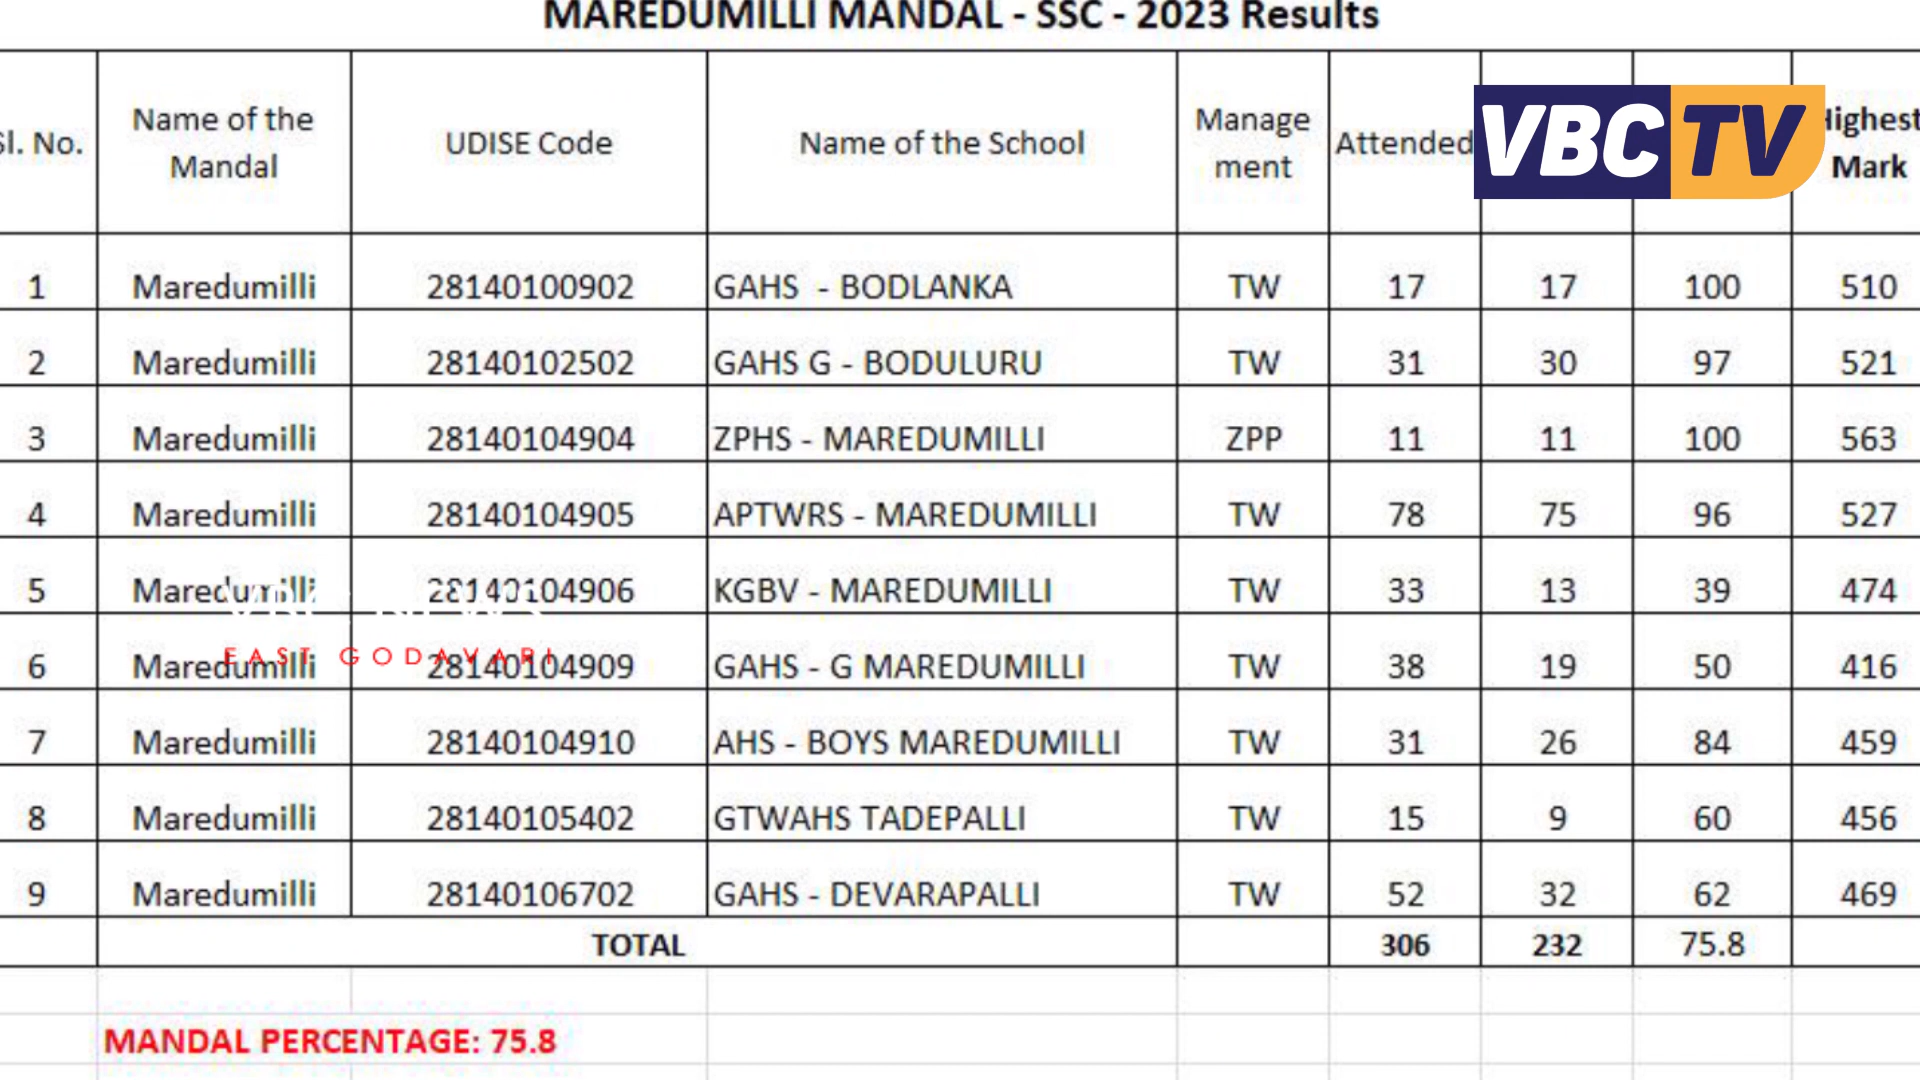 MAREDUMILLI MANDAL - SSC - 2023 Results
Sl. No. Name of the Mandal UDISE Code Name of the School Manage ment Attended Highest Mark
VBC TV
1 Maredumilli 28140100902 GAHS - BODLANKA TW 17 17 100 510
2 Maredumilli 28140102502 GAHS G - BODULURU TW 31 30 97 521
3 Maredumilli 28140104904 ZPHS - MAREDUMILLI ZPP 11 11 100 563
4 Maredumilli 28140104905 APTWRS - MAREDUMILLI TW 78 75 96 527
5 Maredumilli 28140104906 KGBV - MAREDUMILLI TW 33 13 39 474
EAST GODAVARI
6 Maredumilli 28140104909 GAHS - G MAREDUMILLI TW 38 19 50 416
7 Maredumilli 28140104910 AHS - BOYS MAREDUMILLI TW 31 26 84 459
8 Maredumilli 28140105402 GTWAHS TADEPALLI TW 15 9 60 456
9 Maredumilli 28140106702 GAHS - DEVARAPALLI TW 52 32 62 469
TOTAL 306 232 75.8
MANDAL PERCENTAGE: 75.8